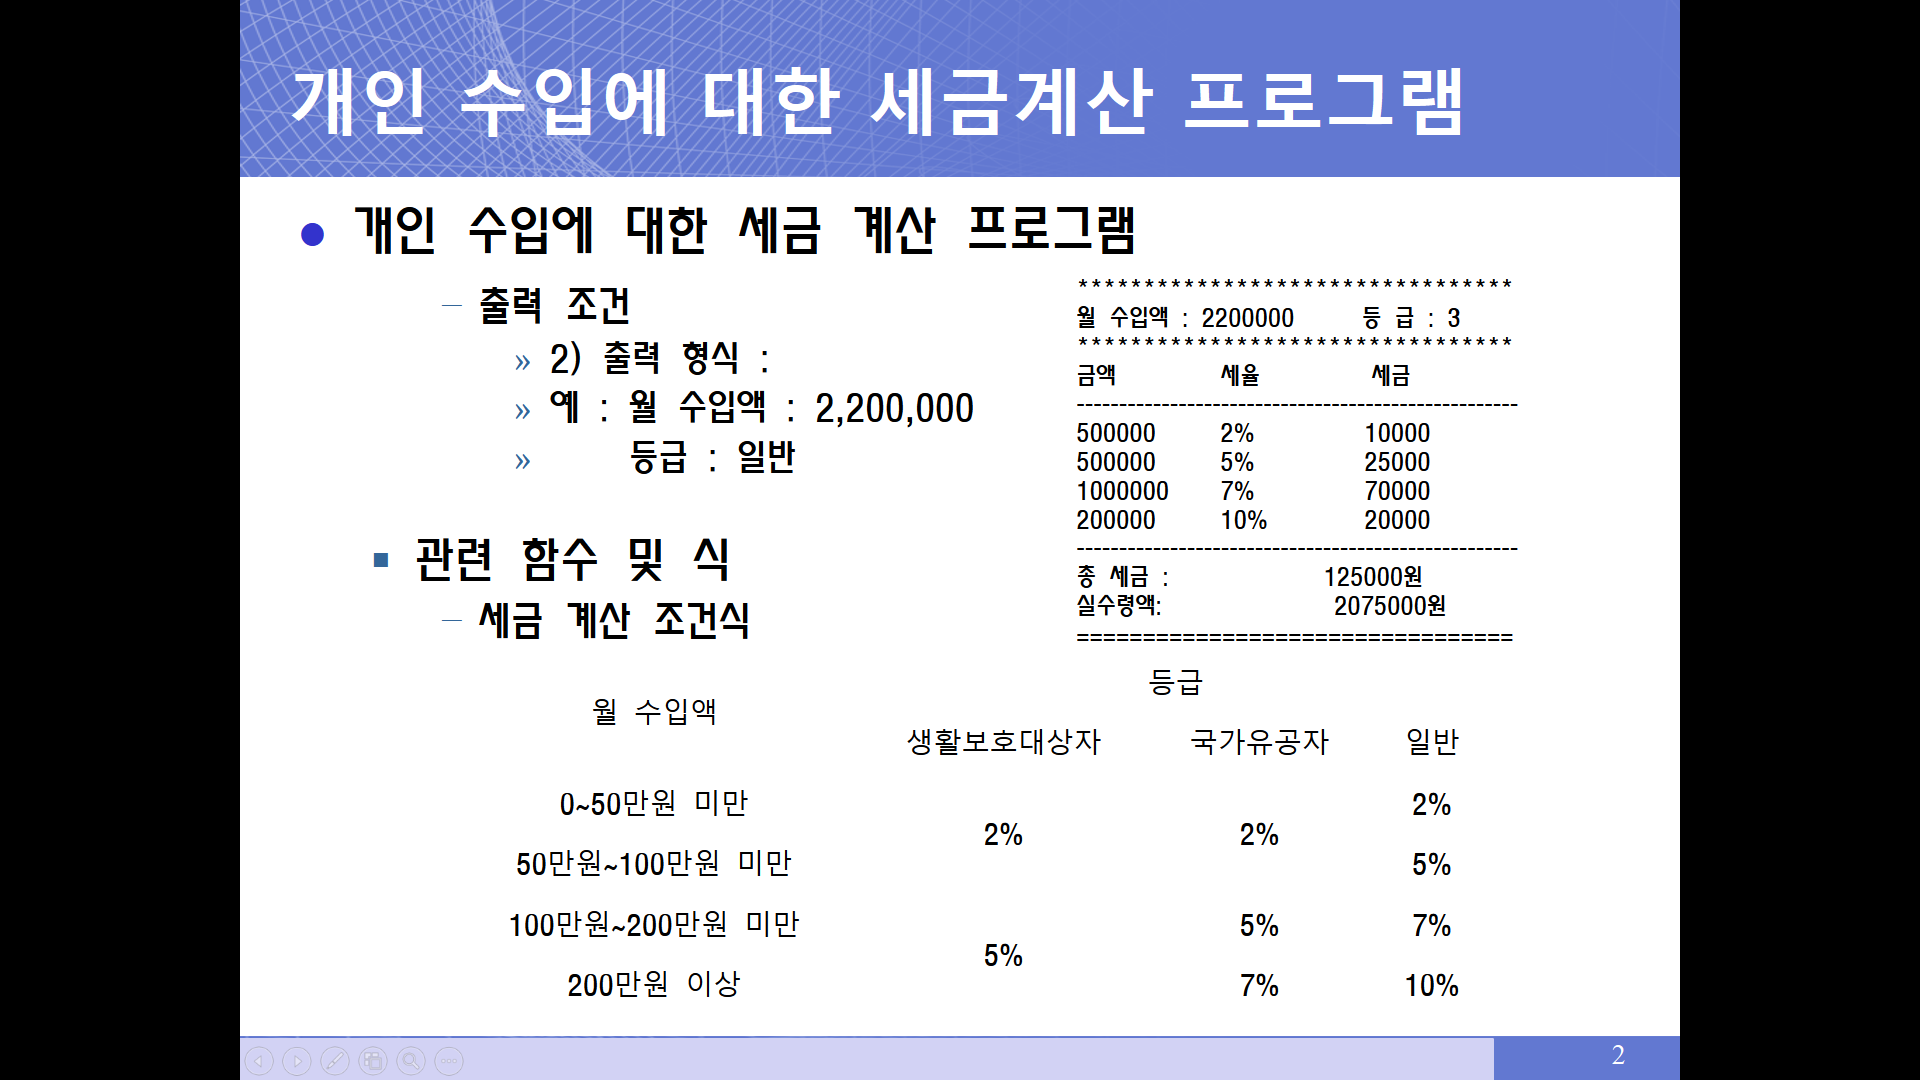 개인 수입에 대한 세금계산 프로그램
● 개인 수입에 대한 세금 계산 프로그램
– 출력 조건
» 2) 출력 형식 :
» 예 : 월 수입액 : 2,200,000
» 등급 : 일반
■ 관련 함수 및 식
– 세금 계산 조건식
*********************************
월 수입액 : 2200000 등 급 : 3
*********************************
금액 세율 세금
----------------------------------------------------
500000 2% 10000
500000 5% 25000
1000000 7% 70000
200000 10% 20000
----------------------------------------------------
총 세금 : 125000원
실수령액: 2075000원
=================================
월 수입액 등급
생활보호대상자 국가유공자 일반
0~50만원 미만 2% 2% 2%
50만원~100만원 미만 5%
100만원~200만원 미만 5% 5% 7%
200만원 이상 7% 10%
2